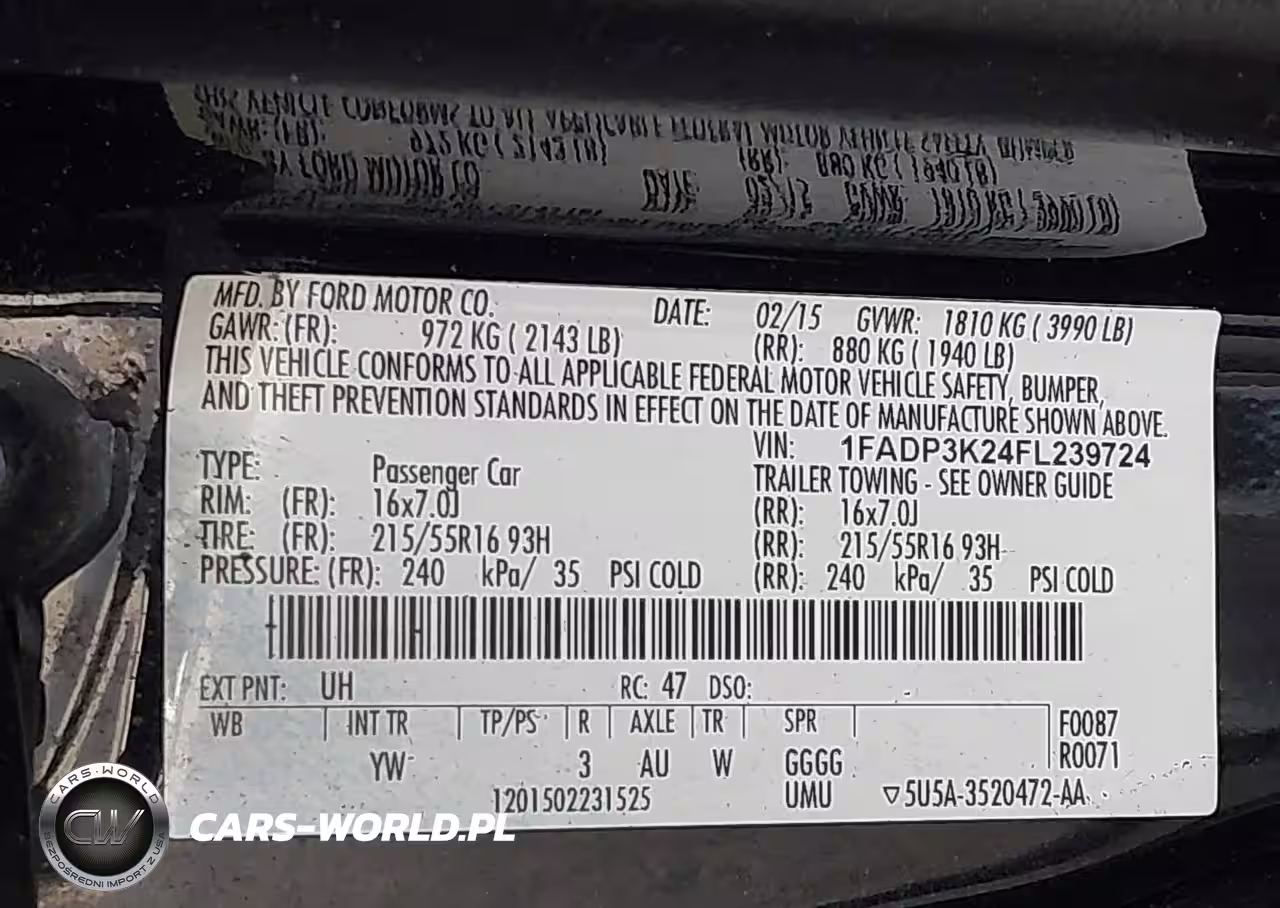 MFD. BY FORD MOTOR CO. DATE: 02/15 GVWR: 1810 KG ( 3990 LB)
GAWR: (FR): 972 KG ( 2143 LB) (RR): 880 KG ( 1940 LB)
THIS VEHICLE CONFORMS TO ALL APPLICABLE FEDERAL MOTOR VEHICLE SAFETY, BUMPER,
AND THEFT PREVENTION STANDARDS IN EFFECT ON THE DATE OF MANUFACTURE SHOWN ABOVE.
VIN: 1FADP3K24FL239724
TYPE: Passenger Car TRAILER TOWING - SEE OWNER GUIDE
RIM: (FR): 16x7.0J (RR): 16x7.0J
TIRE: (FR): 215/55R16 93H (RR): 215/55R16 93H
PRESSURE: (FR): 240 kPa/ 35 PSI COLD (RR): 240 kPa/ 35 PSI COLD
EXT PNT: UH RC: 47 DSO:
WB INT TR TP/PS R AXLE TR SPR F0087
YW 3 AU W GGGG R0071
1201502231525 UMU ▽5U5A-3520472-AA
CARS-WORLD
CW
BEZPOŚREDNI IMPORT Z USA
CARS-WORLD.PL